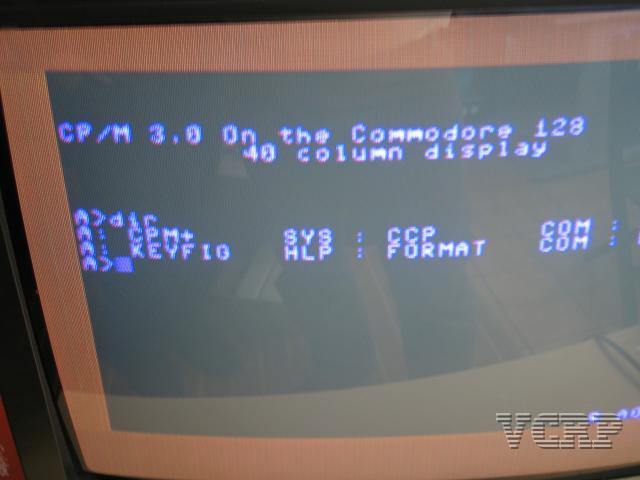 CP/M 3.0 On the Commodore 128
40 column display
A>dir
A: CPM+ SYS : CCP COM :
A: KEYFIG HLP : FORMAT COM :
A>
VCRP